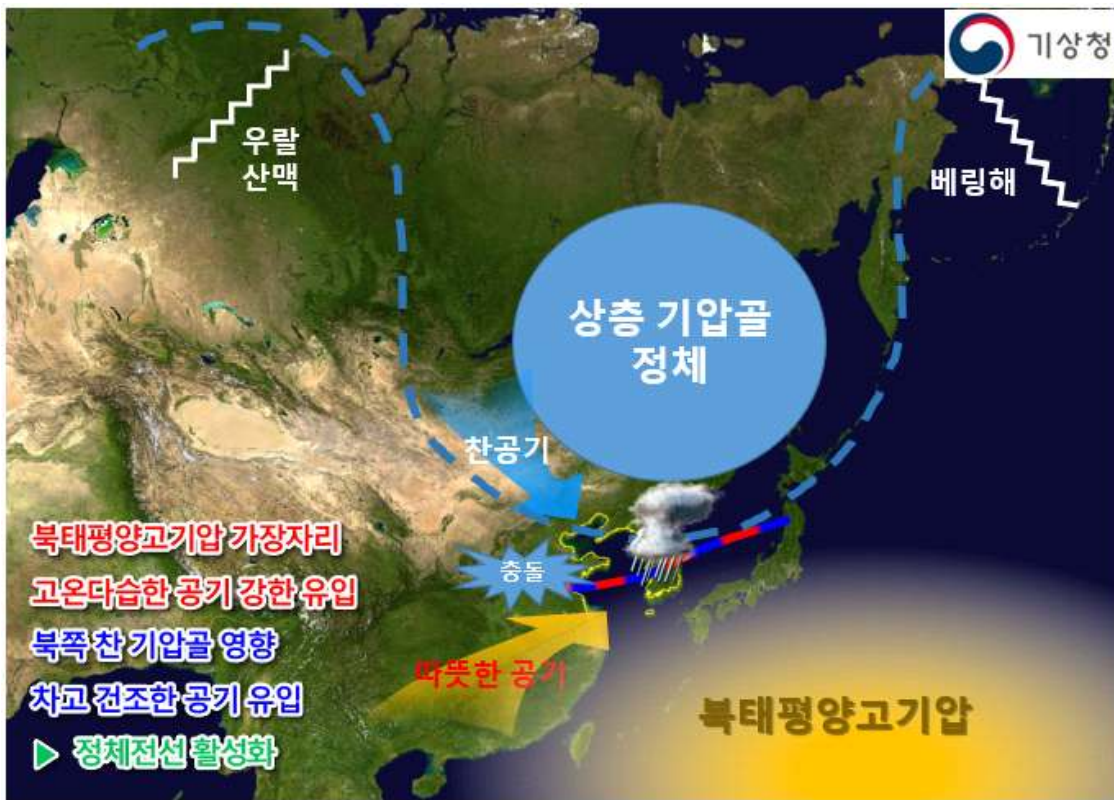 기상청
우랄
산맥
베링해
상층 기압골
정체
찬공기
충돌
따뜻한 공기
북태평양고기압
북태평양고기압 가장자리
고온다습한 공기 강한 유입
북쪽 찬 기압골 영향
차고 건조한 공기 유입
▶ 정체전선 활성화